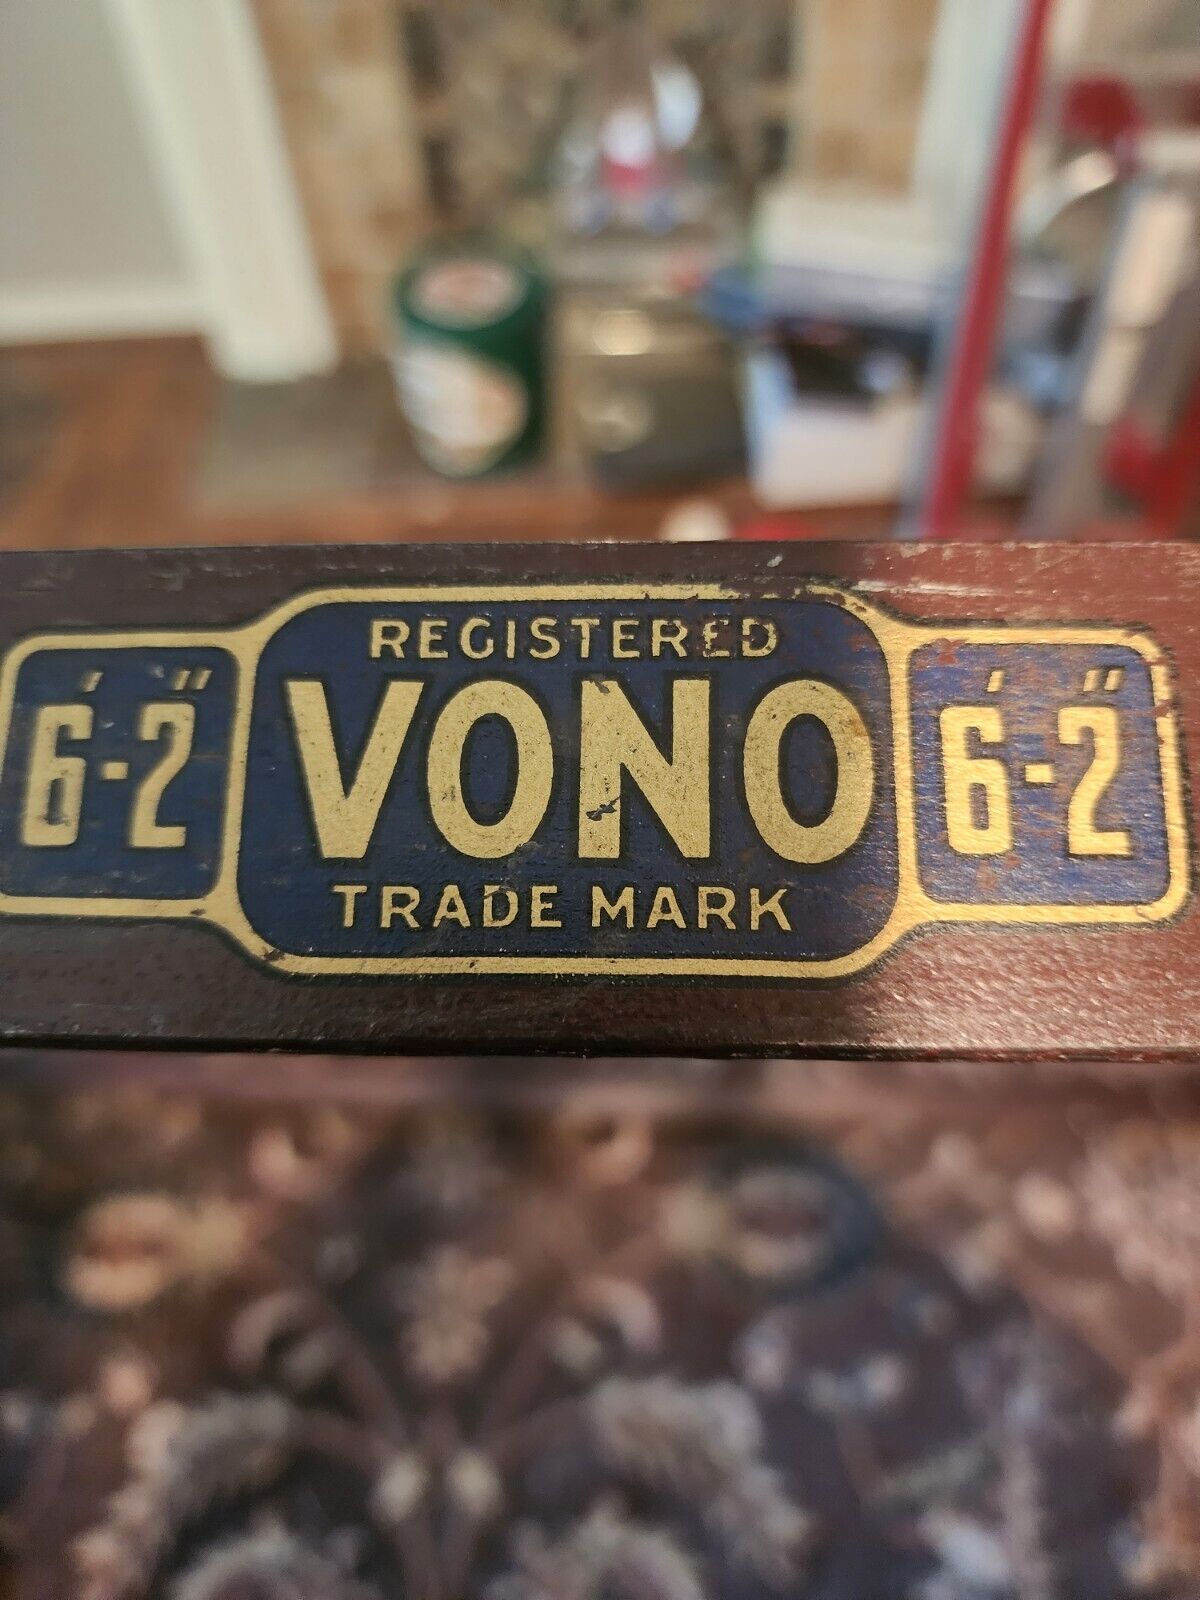 REGISTERED
6'-2" VONO 6'-2"
TRADE MARK